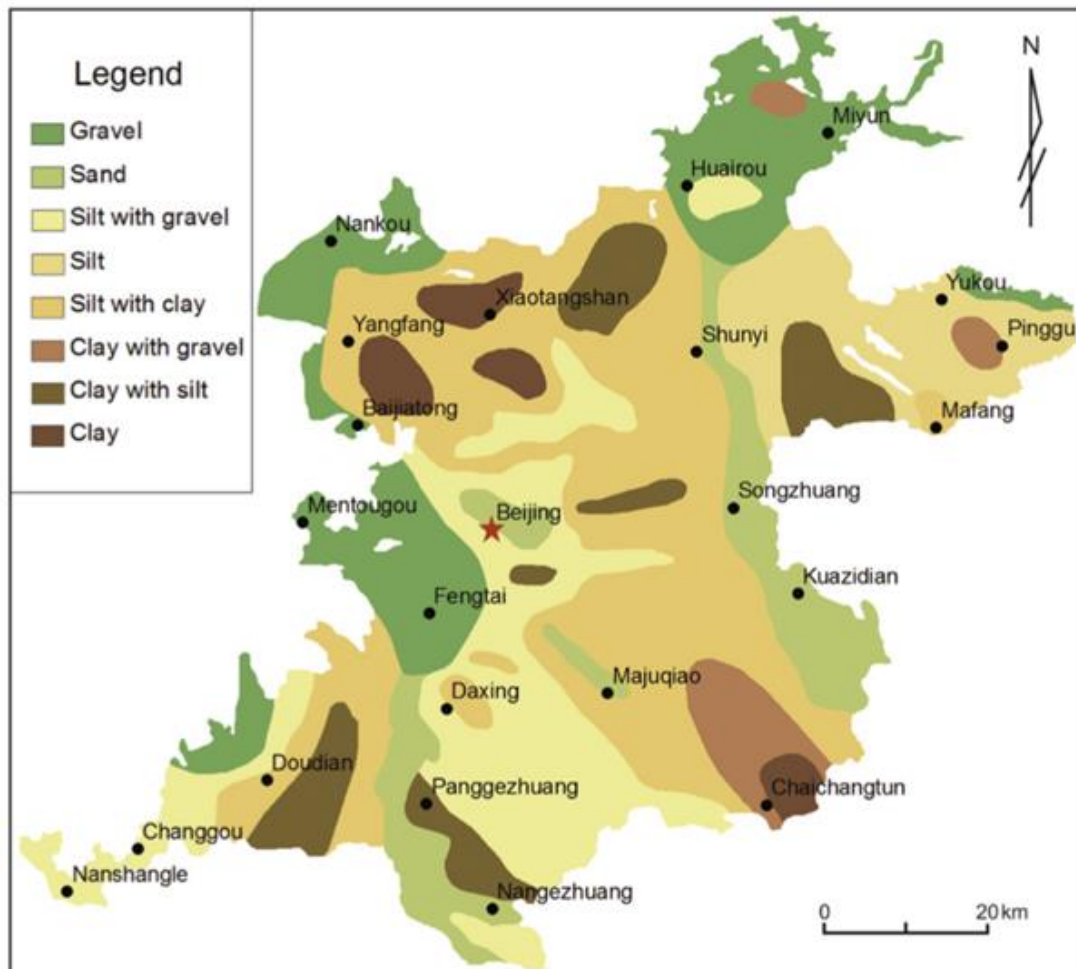 Legend
Gravel
Sand
Silt with gravel
Silt
Silt with clay
Clay with gravel
Clay with silt
Clay
N
Miyun
Huairou
Nankou
Xiaotangshan
Yukou
Yangfang
Shunyi
Pinggu
Baijiatong
Mafang
Mentougou
Beijing
Songzhuang
Kuazidian
Fengtai
Majuqiao
Daxing
Doudian
Panggezhuang
Chaichangtun
Changgou
Nanshangle
Nangezhuang
0 20 km